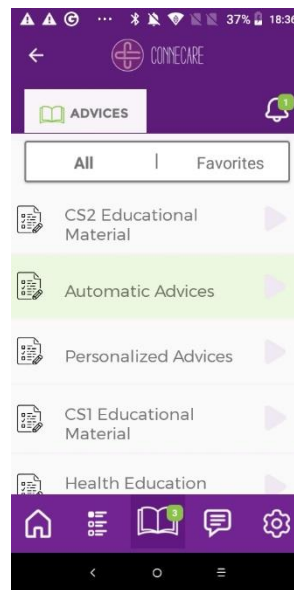 37% 18:36
CONNECARE
ADVICES
1
All | Favorites
CS2 Educational
Material
Automatic Advices
Personalized Advices
CS1 Educational
Material
Health Education
3